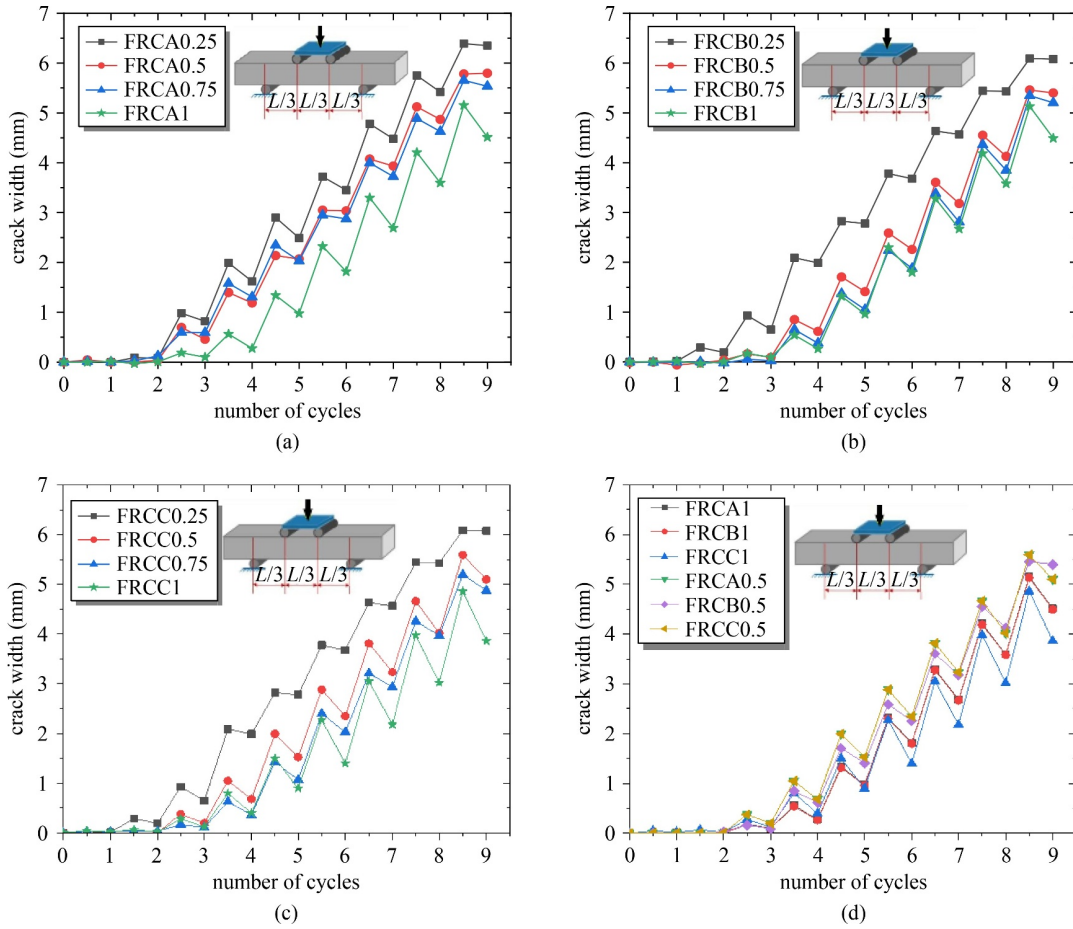 FRCA0.25
FRCA0.5
FRCA0.75
FRCA1
L/3 L/3 L/3
crack width (mm)
7
6
5
4
3
2
1
0
0 1 2 3 4 5 6 7 8 9
number of cycles
(a)
FRCB0.25
FRCB0.5
FRCB0.75
FRCB1
L/3 L/3 L/3
crack width (mm)
7
6
5
4
3
2
1
0
0 1 2 3 4 5 6 7 8 9
number of cycles
(b)
FRCC0.25
FRCC0.5
FRCC0.75
FRCC1
L/3 L/3 L/3
crack width (mm)
7
6
5
4
3
2
1
0
0 1 2 3 4 5 6 7 8 9
number of cycles
(c)
FRCA1
FRCB1
FRCC1
FRCA0.5
FRCB0.5
FRCC0.5
L/3 L/3 L/3
crack width (mm)
7
6
5
4
3
2
1
0
0 1 2 3 4 5 6 7 8 9
number of cycles
(d)